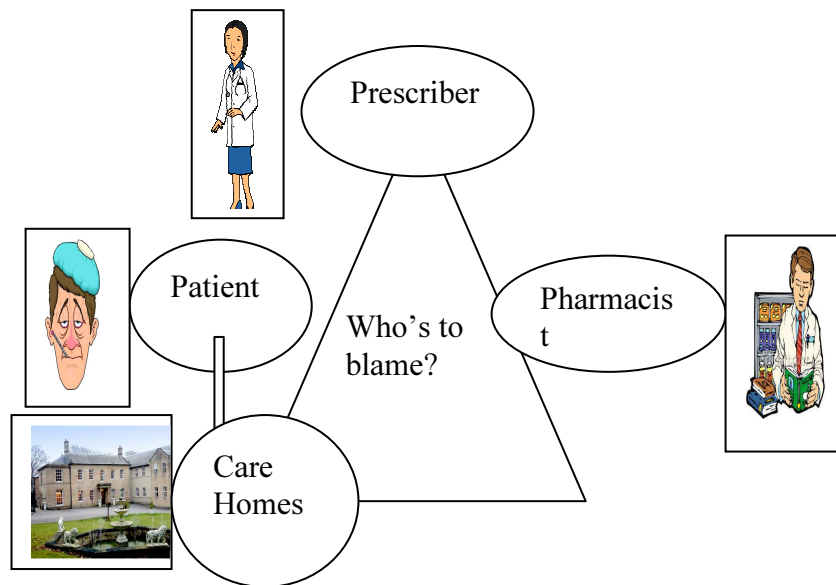 Prescriber
Patient
Pharmacis
t
Who’s to
blame?
Care
Homes